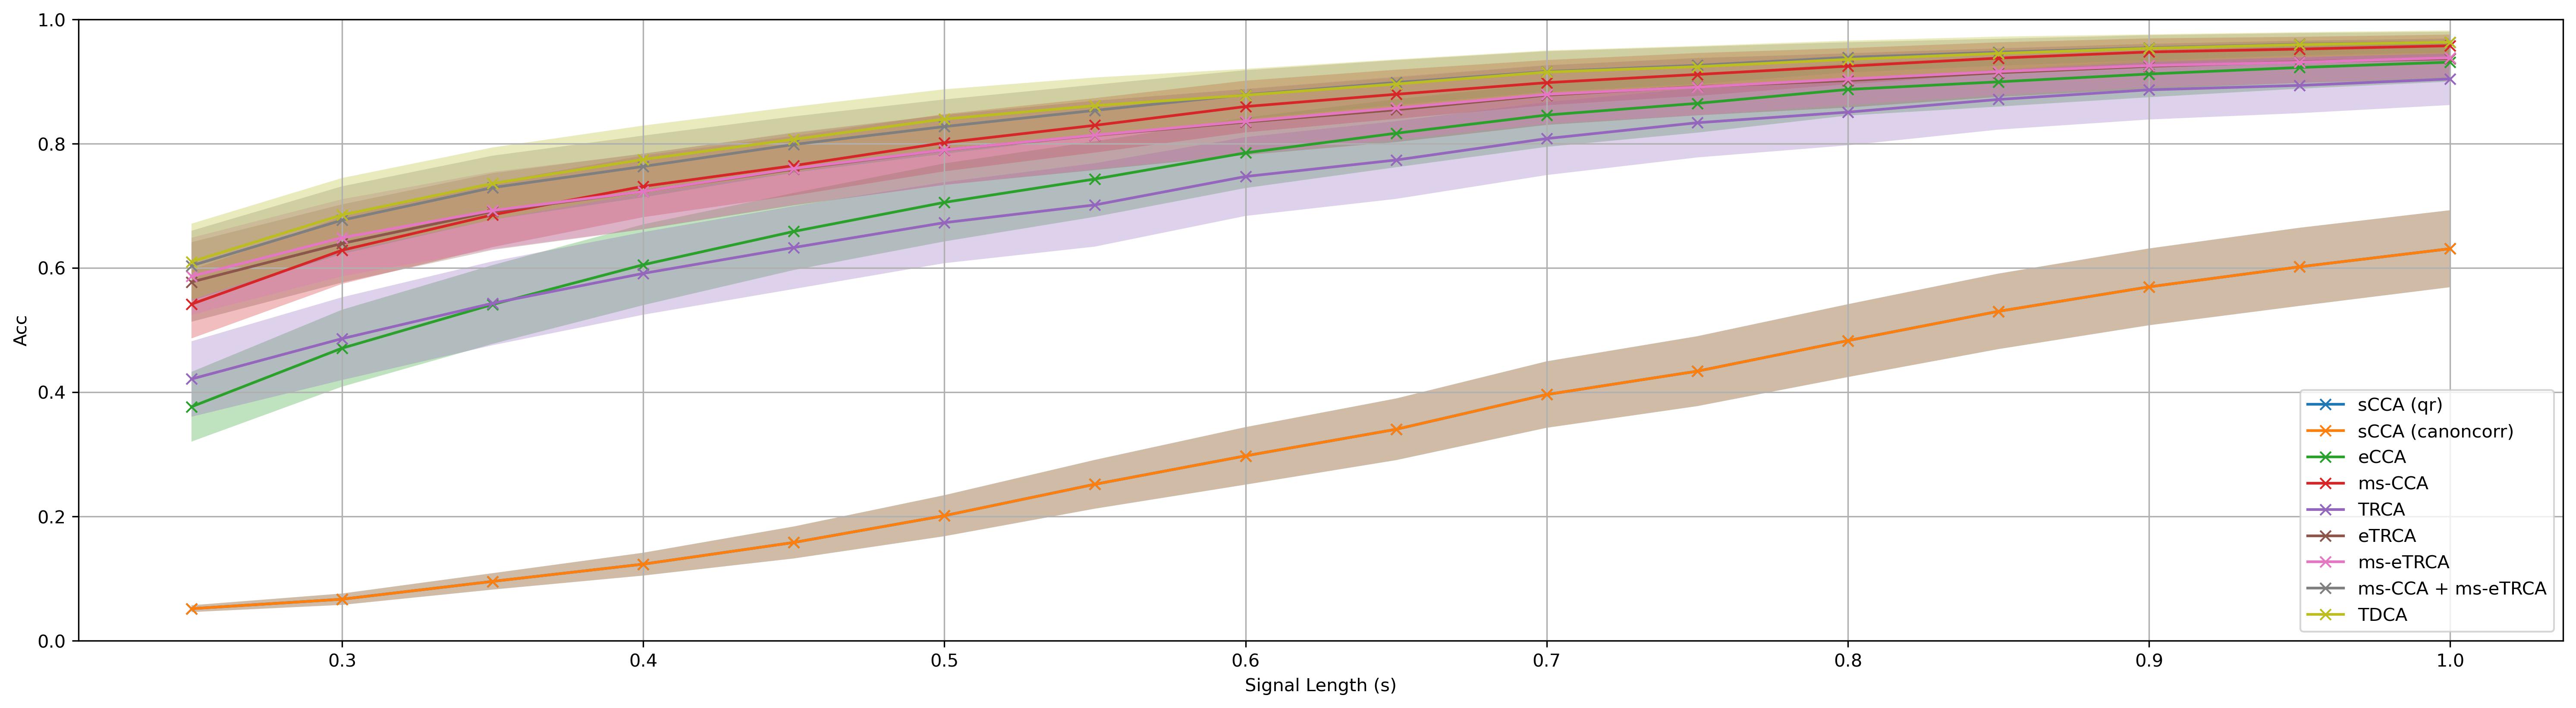 1.0
0.8
0.6
0.4
0.2
0.0
Acc
0.3 0.4 0.5 0.6 0.7 0.8 0.9 1.0
Signal Length (s)
sCCA (qr)
sCCA (canoncorr)
eCCA
ms-CCA
TRCA
eTRCA
ms-eTRCA
ms-CCA + ms-eTRCA
TDCA